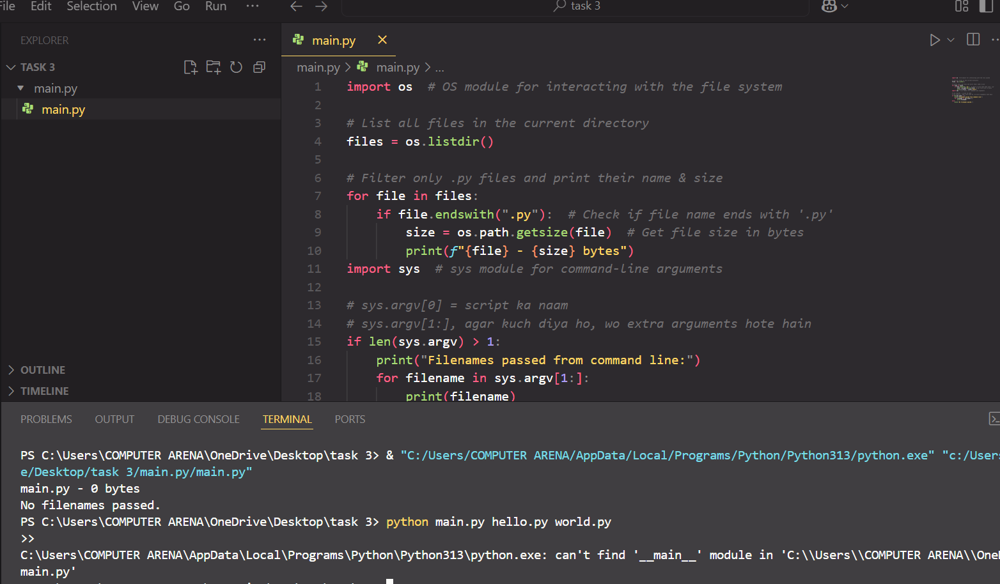 File Edit Selection View Go Run ··· task 3
EXPLORER
TASK 3
main.py
main.py
OUTLINE
TIMELINE
main.py
main.py > main.py > ...
1 import os  # OS module for interacting with the file system
2
3 # List all files in the current directory
4 files = os.listdir()
5
6 # Filter only .py files and print their name & size
7 for file in files:
8     if file.endswith(".py"):  # Check if file name ends with '.py'
9         size = os.path.getsize(file)  # Get file size in bytes
10         print(f"{file} - {size} bytes")
11 import sys  # sys module for command-line arguments
12
13 # sys.argv[0] = script ka naam
14 # sys.argv[1:], agar kuch diya ho, wo extra arguments hote hain
15 if len(sys.argv) > 1:
16     print("Filenames passed from command line:")
17     for filename in sys.argv[1:]:
18         print(filename)
PROBLEMS OUTPUT DEBUG CONSOLE TERMINAL PORTS
PS C:\Users\COMPUTER ARENA\OneDrive\Desktop\task 3> & "C:/Users/COMPUTER ARENA/AppData/Local/Programs/Python/Python313/python.exe" "c:/Users
e/Desktop/task 3/main.py/main.py"
main.py - 0 bytes
No filenames passed.
PS C:\Users\COMPUTER ARENA\OneDrive\Desktop\task 3> python main.py hello.py world.py
>>
C:\Users\COMPUTER ARENA\AppData\Local\Programs\Python\Python313\python.exe: can't find '__main__' module in 'C:\\Users\\COMPUTER ARENA\\One
main.py'